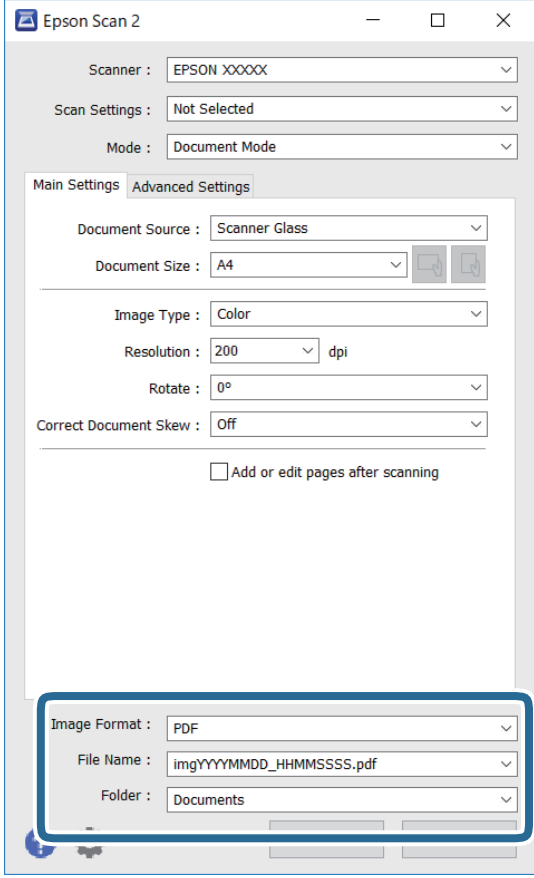 Epson Scan 2
Scanner : EPSON XXXXX
Scan Settings : Not Selected
Mode : Document Mode
Main Settings Advanced Settings
Document Source : Scanner Glass
Document Size : A4
Image Type : Color
Resolution : 200 dpi
Rotate : 0°
Correct Document Skew : Off
Add or edit pages after scanning
Image Format : PDF
File Name : imgYYYYMMDD_HHMMSSSS.pdf
Folder : Documents